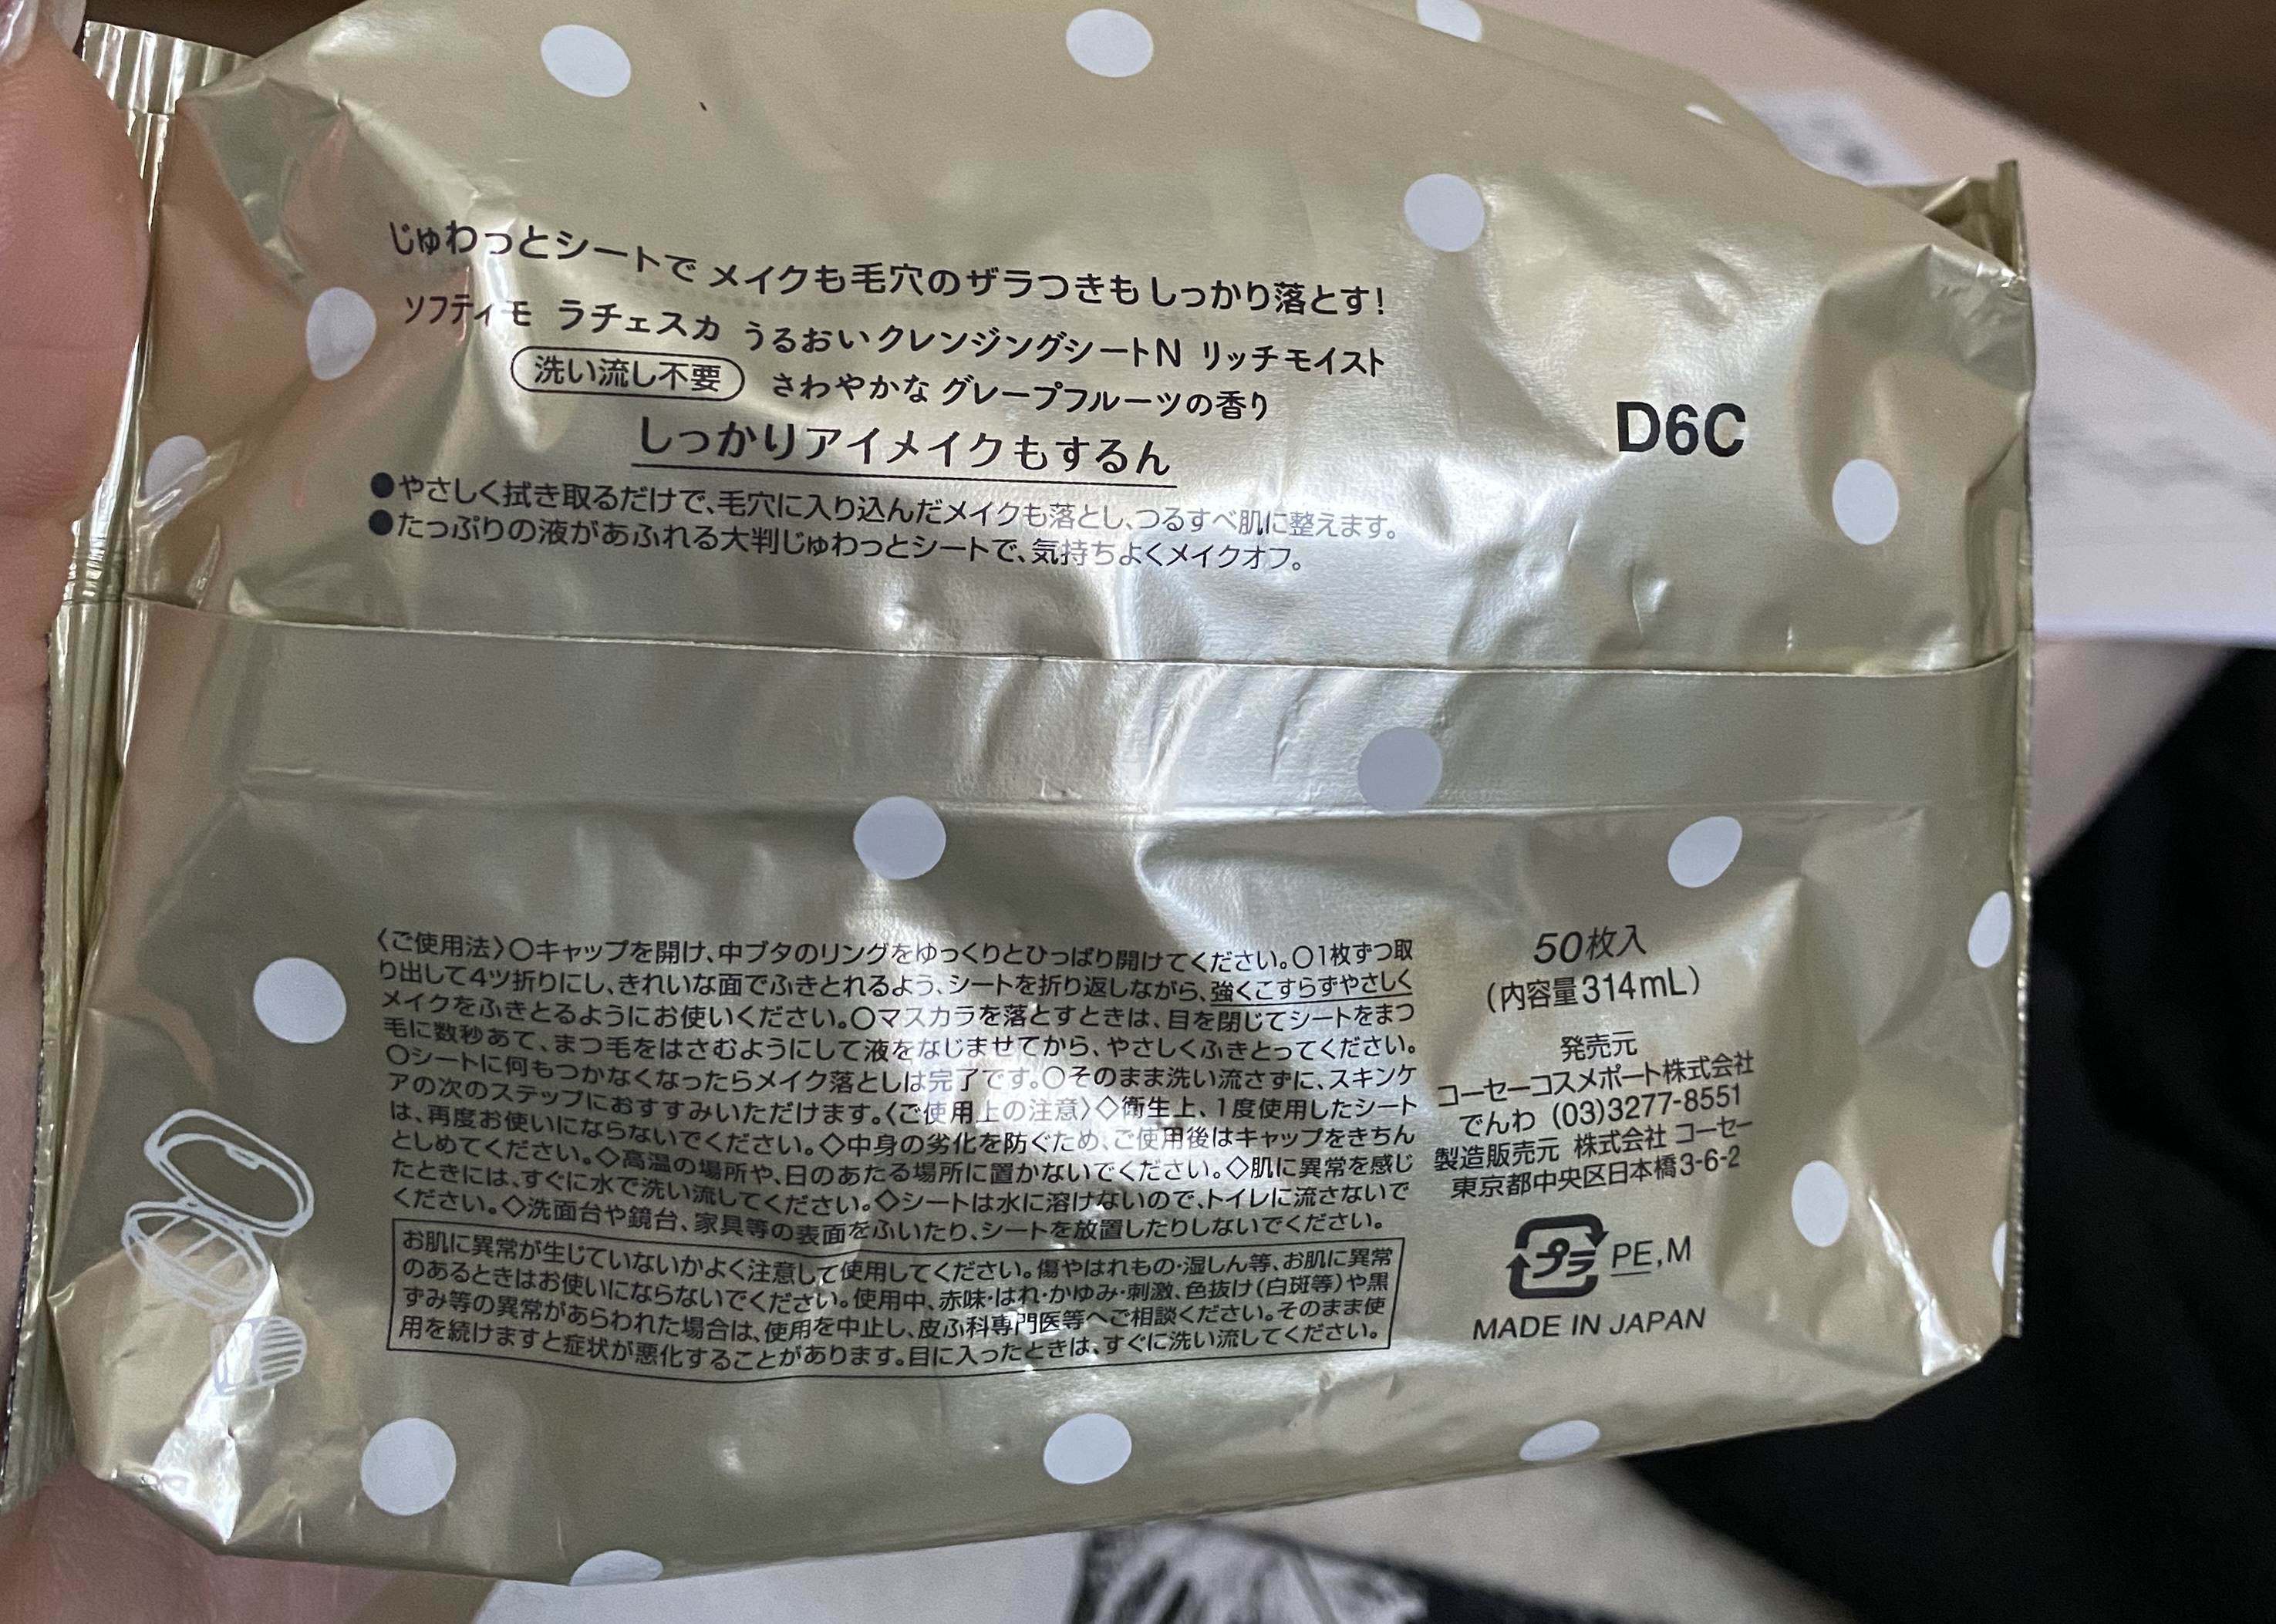 じゅわっとシートで メイクも毛穴のザラつきもしっかり落とす!
ソフティモ ラチェスカ うるおいクレンジングシートN リッチモイスト
洗い流し不要 さわやかな グレープフルーツの香り
しっかりアイメイクもするん
●やさしく拭き取るだけで、毛穴に入り込んだメイクも落とし、つるすべ肌に整えます。
●たっぷりの液があふれる大判じゅわっとシートで、気持ちよくメイクオフ。
D6C
〈ご使用法〉○キャップを開け、中ブタのリングをゆっくりとひっぱり開けてください。○1枚ずつ取
り出して4ツ折りにし、きれいな面でふきとれるよう、シートを折り返しながら、強くこすらずやさしく
メイクをふきとるようにお使いください。○マスカラを落とすときは、目を閉じてシートをまつ
毛に数秒あて、まつ毛をはさむようにして液をなじませてから、やさしくふきとってください。
○シートに何もつかなくなったらメイク落としは完了です。○そのまま洗い流さずに、スキンケ
アの次のステップにおすすみいただけます。〈ご使用上の注意〉◇衛生上、1度使用したシート
は、再度お使いにならないでください。◇中身の劣化を防ぐため、ご使用後はキャップをきちん
としめてください。◇高温の場所や、日のあたる場所に置かないでください。◇肌に異常を感じ
たときには、すぐに水で洗い流してください。◇シートは水に溶けないので、トイレに流さないで
ください。◇洗面台や鏡台、家具等の表面をふいたり、シートを放置したりしないでください。
お肌に異常が生じていないかよく注意して使用してください。傷やはれもの・湿しん等、お肌に異常
のあるときはお使いにならないでください。使用中、赤味・はれ・かゆみ・刺激、色抜け(白斑等)や黒
ずみ等の異常があらわれた場合は、使用を中止し、皮ふ科専門医等へご相談ください。そのまま使
用を続けますと症状が悪化することがあります。目に入ったときは、すぐに洗い流してください。
50枚入
(内容量314mL)
発売元
コーセーコスメポート株式会社
でんわ (03)3277-8551
製造販売元 株式会社 コーセー
東京都中央区日本橋3-6-2
プラ PE,M
MADE IN JAPAN